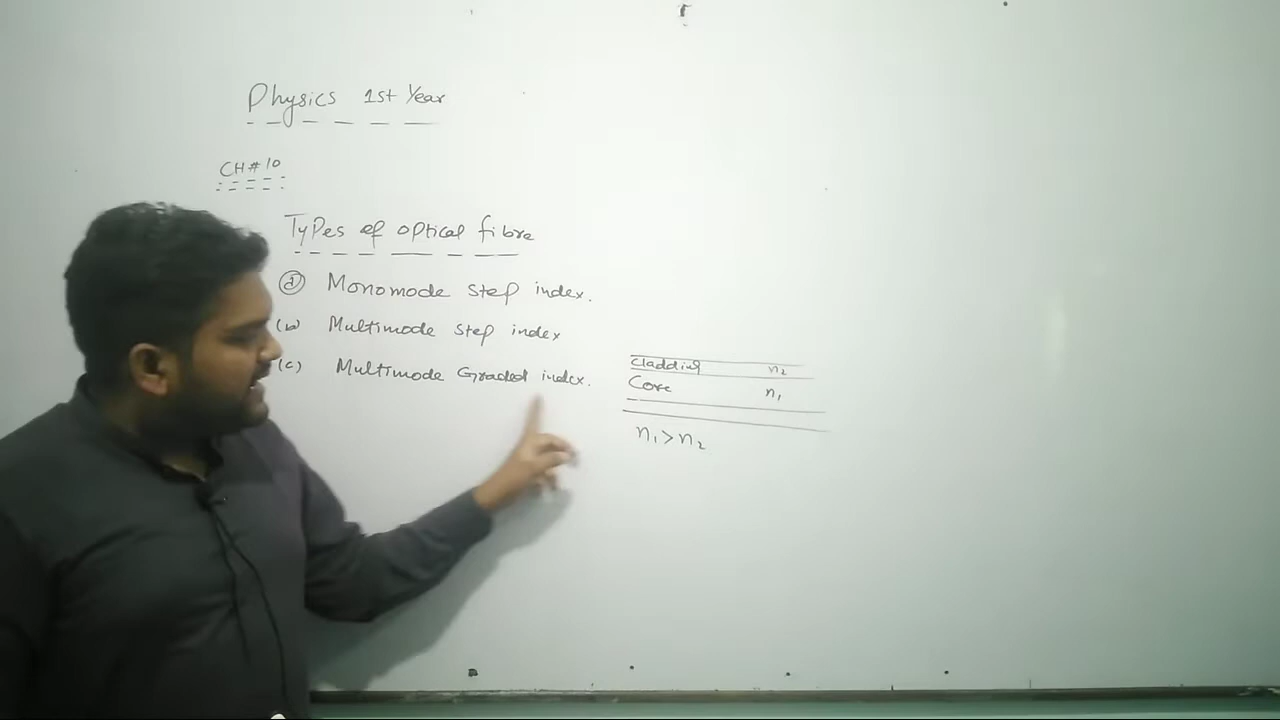 Physics 1st Year
CH # 10
Types of optical fibre
(a) Monomode step index.
(b) Multimode step index
(c) Multimode Graded index.
Cladding n₂
Core n₁
n₁ > n₂